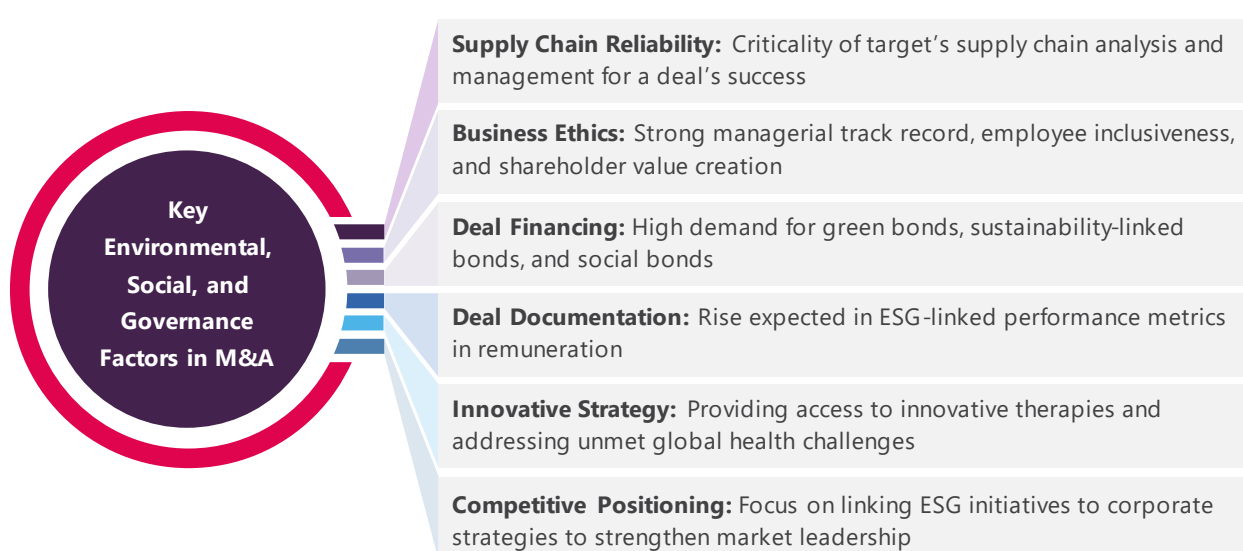 Key
Environmental,
Social, and
Governance
Factors in M&A
Supply Chain Reliability: Criticality of target's supply chain analysis and
management for a deal's success
Business Ethics: Strong managerial track record, employee inclusiveness,
and shareholder value creation
Deal Financing: High demand for green bonds, sustainability-linked
bonds, and social bonds
Deal Documentation: Rise expected in ESG-linked performance metrics
in remuneration
Innovative Strategy: Providing access to innovative therapies and
addressing unmet global health challenges
Competitive Positioning: Focus on linking ESG initiatives to corporate
strategies to strengthen market leadership